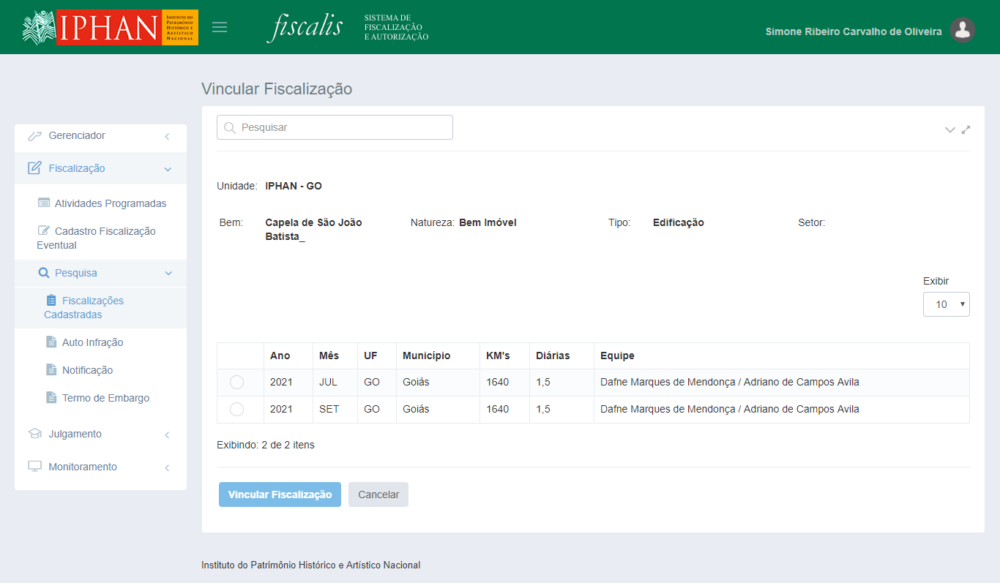 IPHAN
INSTITUTO DO
PATRIMÔNIO
HISTÓRICO E
ARTÍSTICO
NACIONAL
fiscalis
SISTEMA DE
FISCALIZAÇÃO
E AUTORIZAÇÃO
Simone Ribeiro Carvalho de Oliveira
Vincular Fiscalização
Gerenciador
Fiscalização
Atividades Programadas
Cadastro Fiscalização
Eventual
Pesquisa
Fiscalizações
Cadastradas
Auto Infração
Notificação
Termo de Embargo
Julgamento
Monitoramento
Pesquisar
Unidade: IPHAN - GO
Bem: Capela de São João Natureza: Bem Imóvel Tipo: Edificação Setor:
Batista_
Exibir
10
Ano Mês UF Município KM's Diárias Equipe
2021 JUL GO Goiás 1640 1,5 Dafne Marques de Mendonça / Adriano de Campos Avila
2021 SET GO Goiás 1640 1,5 Dafne Marques de Mendonça / Adriano de Campos Avila
Exibindo: 2 de 2 itens
Vincular Fiscalização Cancelar
Instituto do Patrimônio Histórico e Artístico Nacional